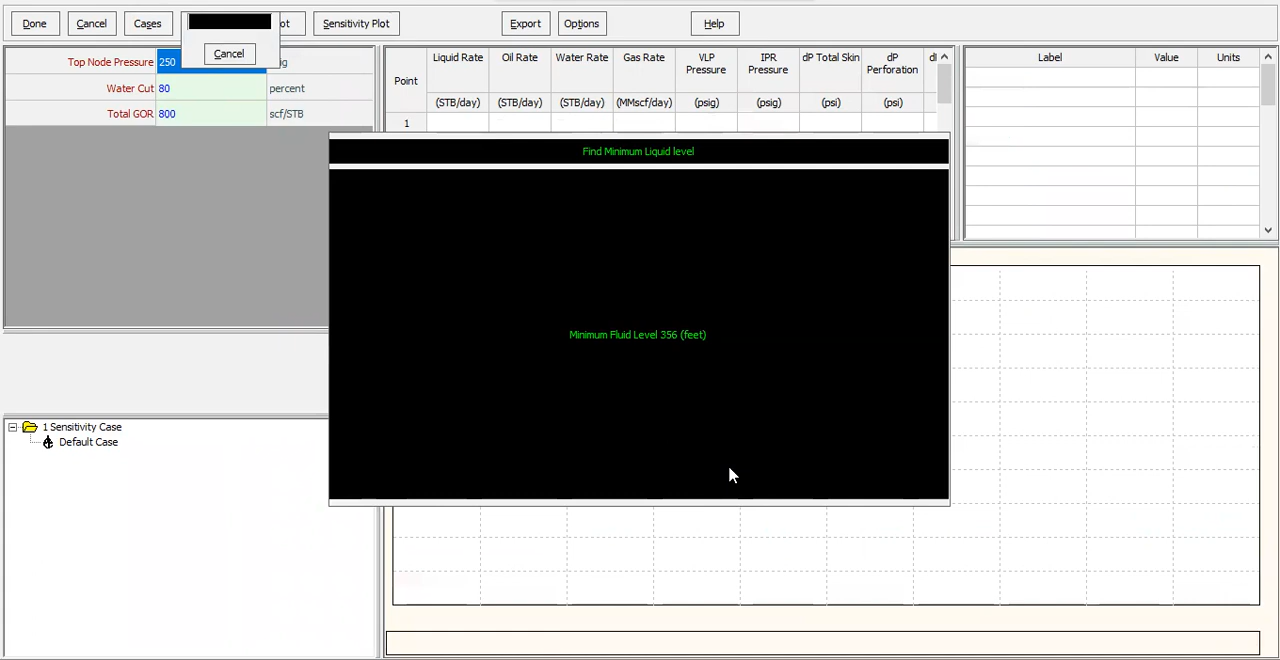 Done Cancel Cases ot Sensitivity Plot Export Options Help
Cancel
Top Node Pressure 250
Water Cut 80 percent
Total GOR 800 scf/STB
Point
Liquid Rate Oil Rate Water Rate Gas Rate VLP Pressure IPR Pressure dP Total Skin dP Perforation
(STB/day) (STB/day) (STB/day) (MMscf/day) (psig) (psig) (psi) (psi)
1
Label Value Units
Find Minimum Liquid level
Minimum Fluid Level 356 (feet)
1 Sensitivity Case
Default Case